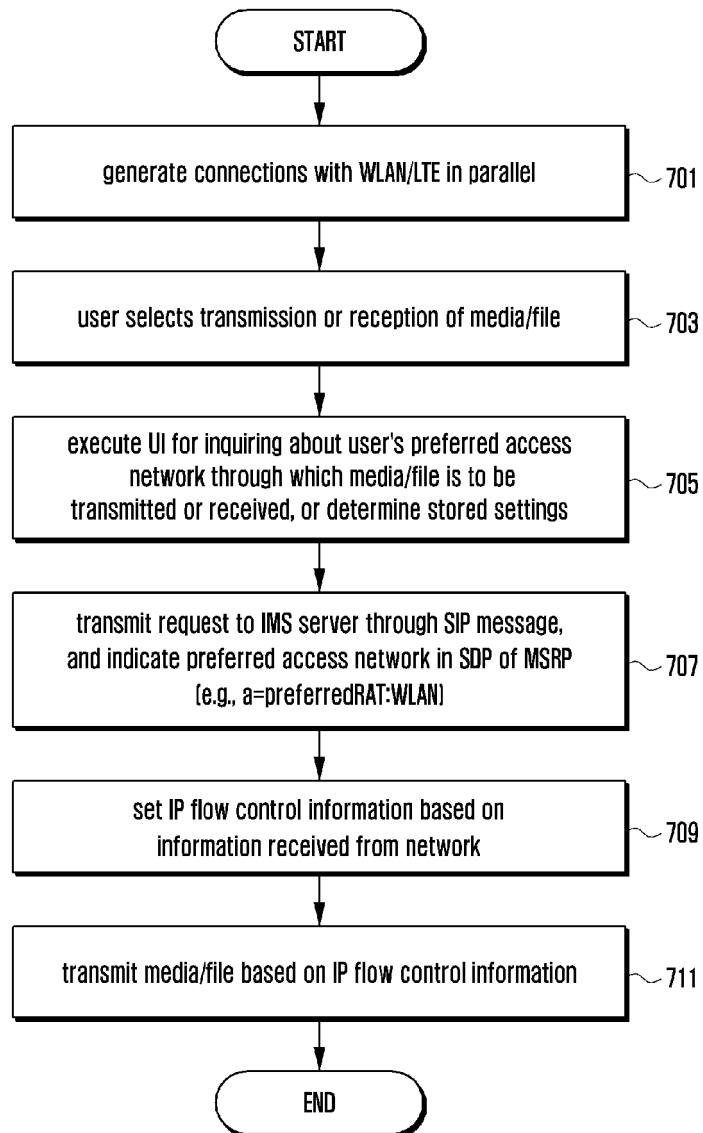 START
generate connections with WLAN/LTE in parallel
701
user selects transmission or reception of media/file
703
execute UI for inquiring about user's preferred access
network through which media/file is to be
transmitted or received, or determine stored settings
705
transmit request to IMS server through SIP message,
and indicate preferred access network in SDP of MSRP
(e.g., a=preferredRAT:WLAN)
707
set IP flow control information based on
information received from network
709
transmit media/file based on IP flow control information
711
END